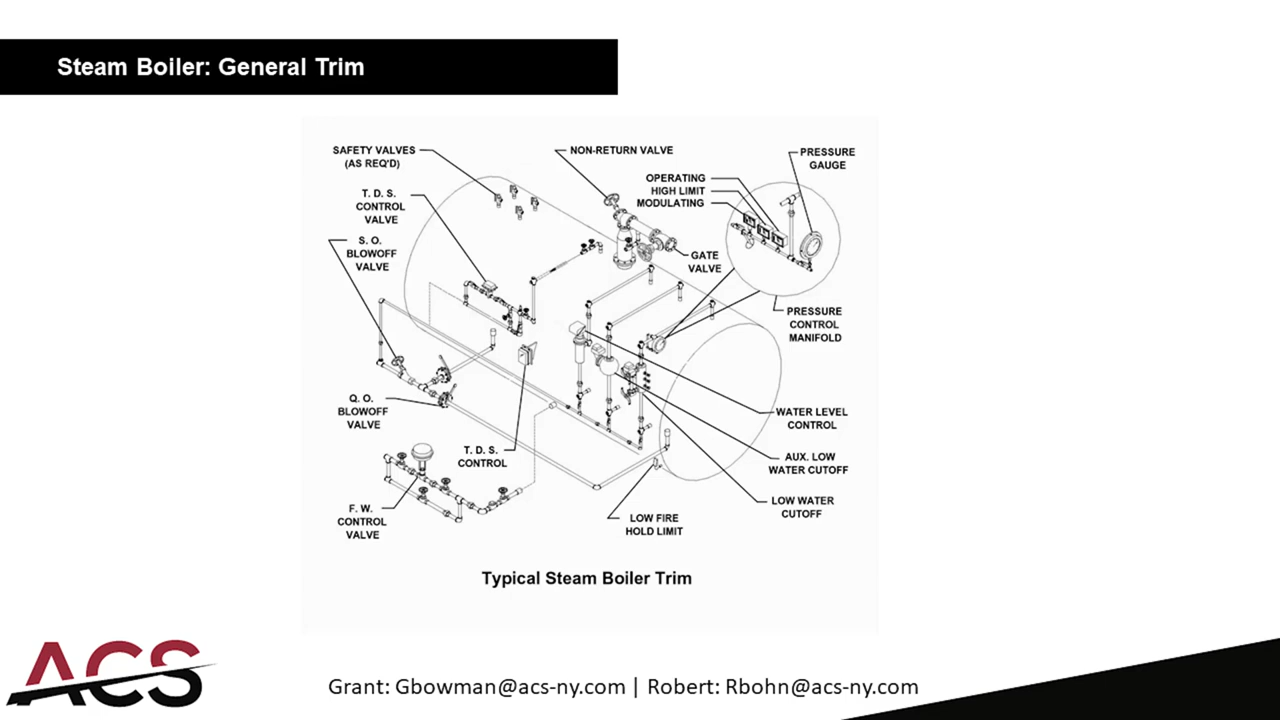 Steam Boiler: General Trim
SAFETY VALVES
(AS REQ'D)
NON-RETURN VALVE
PRESSURE
GAUGE
OPERATING
HIGH LIMIT
MODULATING
T. D. S.
CONTROL
VALVE
S. O.
BLOWOFF
VALVE
GATE
VALVE
PRESSURE
CONTROL
MANIFOLD
Q. O.
BLOWOFF
VALVE
WATER LEVEL
CONTROL
T. D. S.
CONTROL
AUX. LOW
WATER CUTOFF
F. W.
CONTROL
VALVE
LOW FIRE
HOLD LIMIT
LOW WATER
CUTOFF
Typical Steam Boiler Trim
ACS
Grant: Gbowman@acs-ny.com | Robert: Rbohn@acs-ny.com